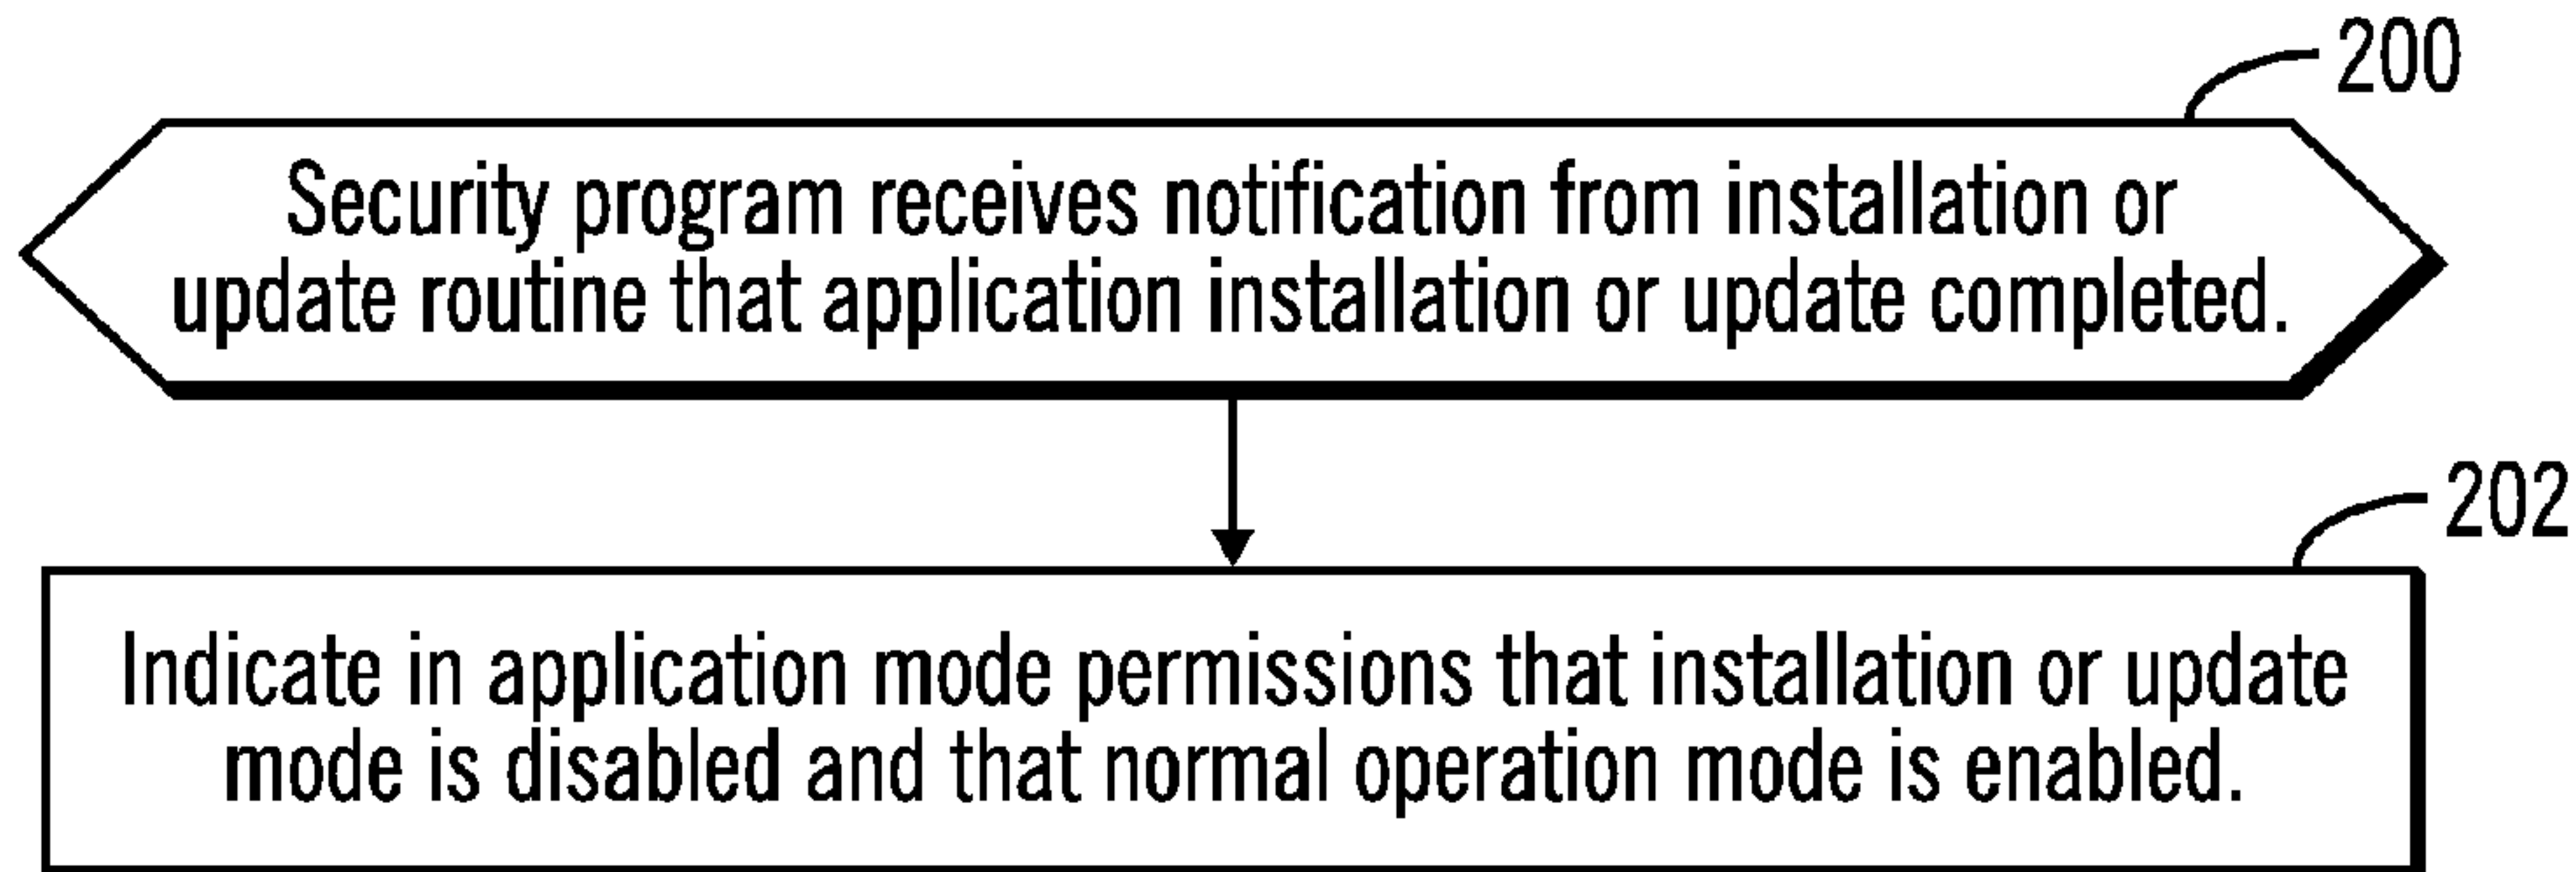 200
Security program receives notification from installation or
update routine that application installation or update completed.
202
Indicate in application mode permissions that installation or update
mode is disabled and that normal operation mode is enabled.